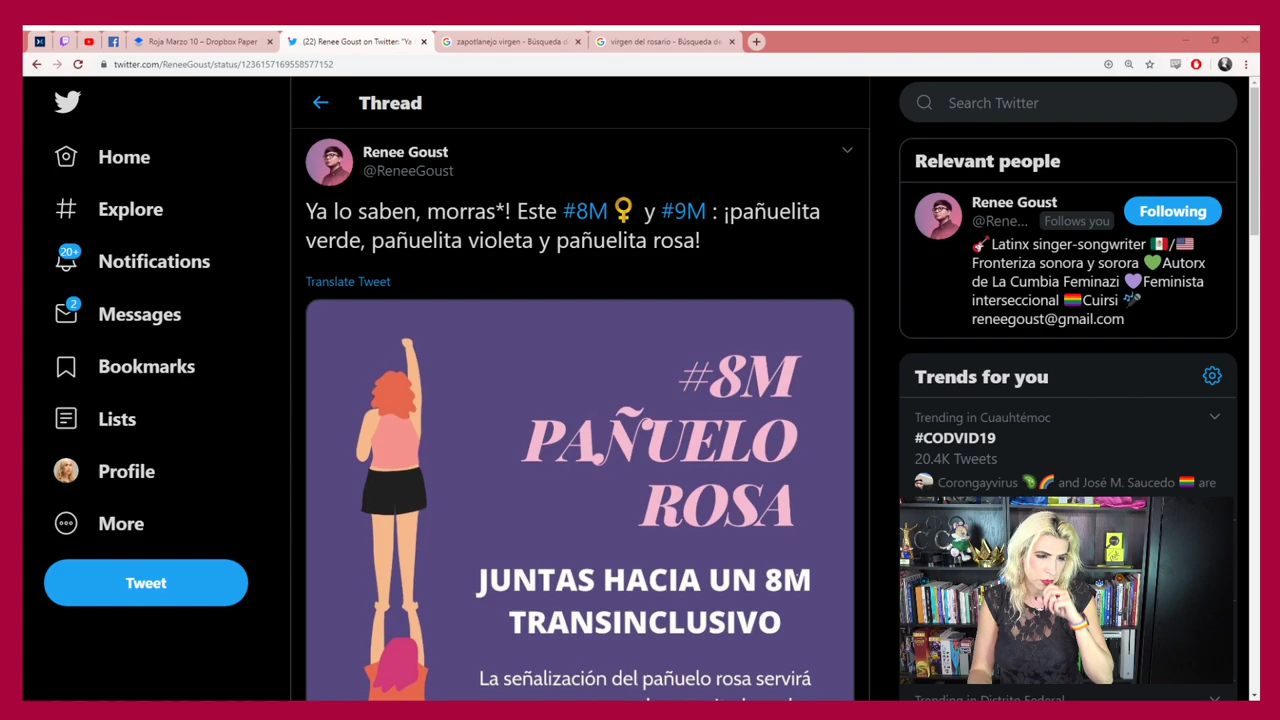 Roja Marzo 10 – Dropbox Paper
(22) Renee Goust on Twitter: "Ya
zapotlanejo virgen - Búsqueda d
virgen del rosario - Búsqueda de
twitter.com/ReneeGoust/status/1236157169558577152
Home
Explore
20+
Notifications
2
Messages
Bookmarks
Lists
Profile
More
Tweet
Thread
Renee Goust
@ReneeGoust
Ya lo saben, morras*! Este #8M♀ y #9M : ¡pañuelita
verde, pañuelita violeta y pañuelita rosa!
Translate Tweet
#8M
PAÑUELO
ROSA
JUNTAS HACIA UN 8M
TRANSINCLUSIVO
La señalización del pañuelo rosa servirá
Search Twitter
Relevant people
Renee Goust
@Rene... Follows you
Following
🎸Latinx singer-songwriter 🇲🇽/🇺🇸
Fronteriza sonora y sorora 💚Autorx
de La Cumbia Feminazi 💜Feminista
interseccional 🏳️‍🌈Cuirsi 🎤
reneegoust@gmail.com
Trends for you
Trending in Cuauhtémoc
#CODVID19
20.4K Tweets
Corongayvirus 🦠🌈 and José M. Saucedo 🏳️‍🌈 are
Trending in Distrito Federal